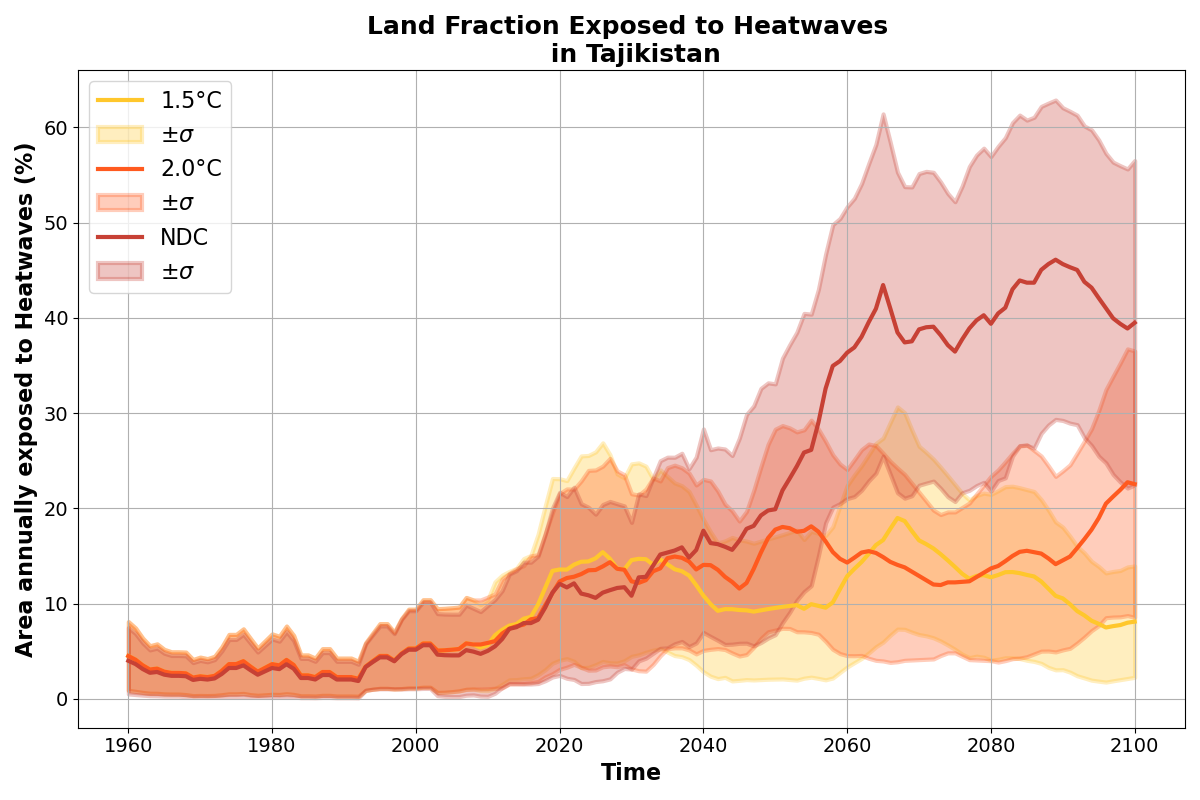 Land Fraction Exposed to Heatwaves
in Tajikistan
Area annually exposed to Heatwaves (%)
60
50
40
30
20
10
0
1.5°C
±σ
2.0°C
±σ
NDC
±σ
1960
1980
2000
2020
2040
2060
2080
2100
Time